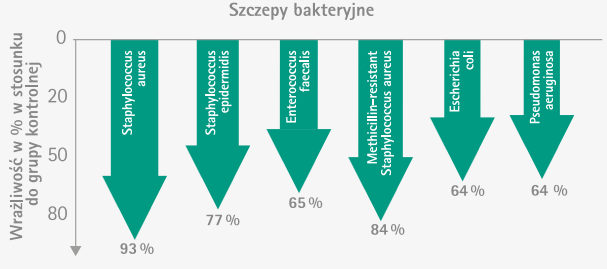 Szczepy bakteryjne
Wrażliwość w % w stosunku
do grupy kontrolnej
0
20
50
80
Staphylococcus
aureus
93 %
Staphylococcus
epidermidis
77 %
Enterococcus
faecalis
65 %
Methicillin-resistant
Staphylococcus aureus
84 %
Escherichia
coli
64 %
Pseudomonas
aeruginosa
64 %